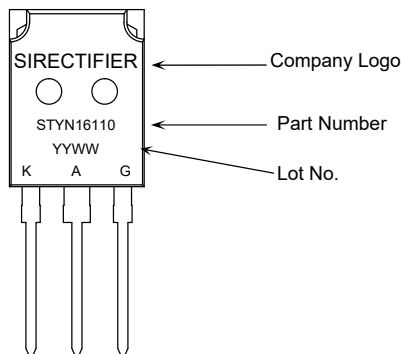 SIRECTIFIER
Company Logo
STYN16110
Part Number
YYWW
Lot No.
K A G